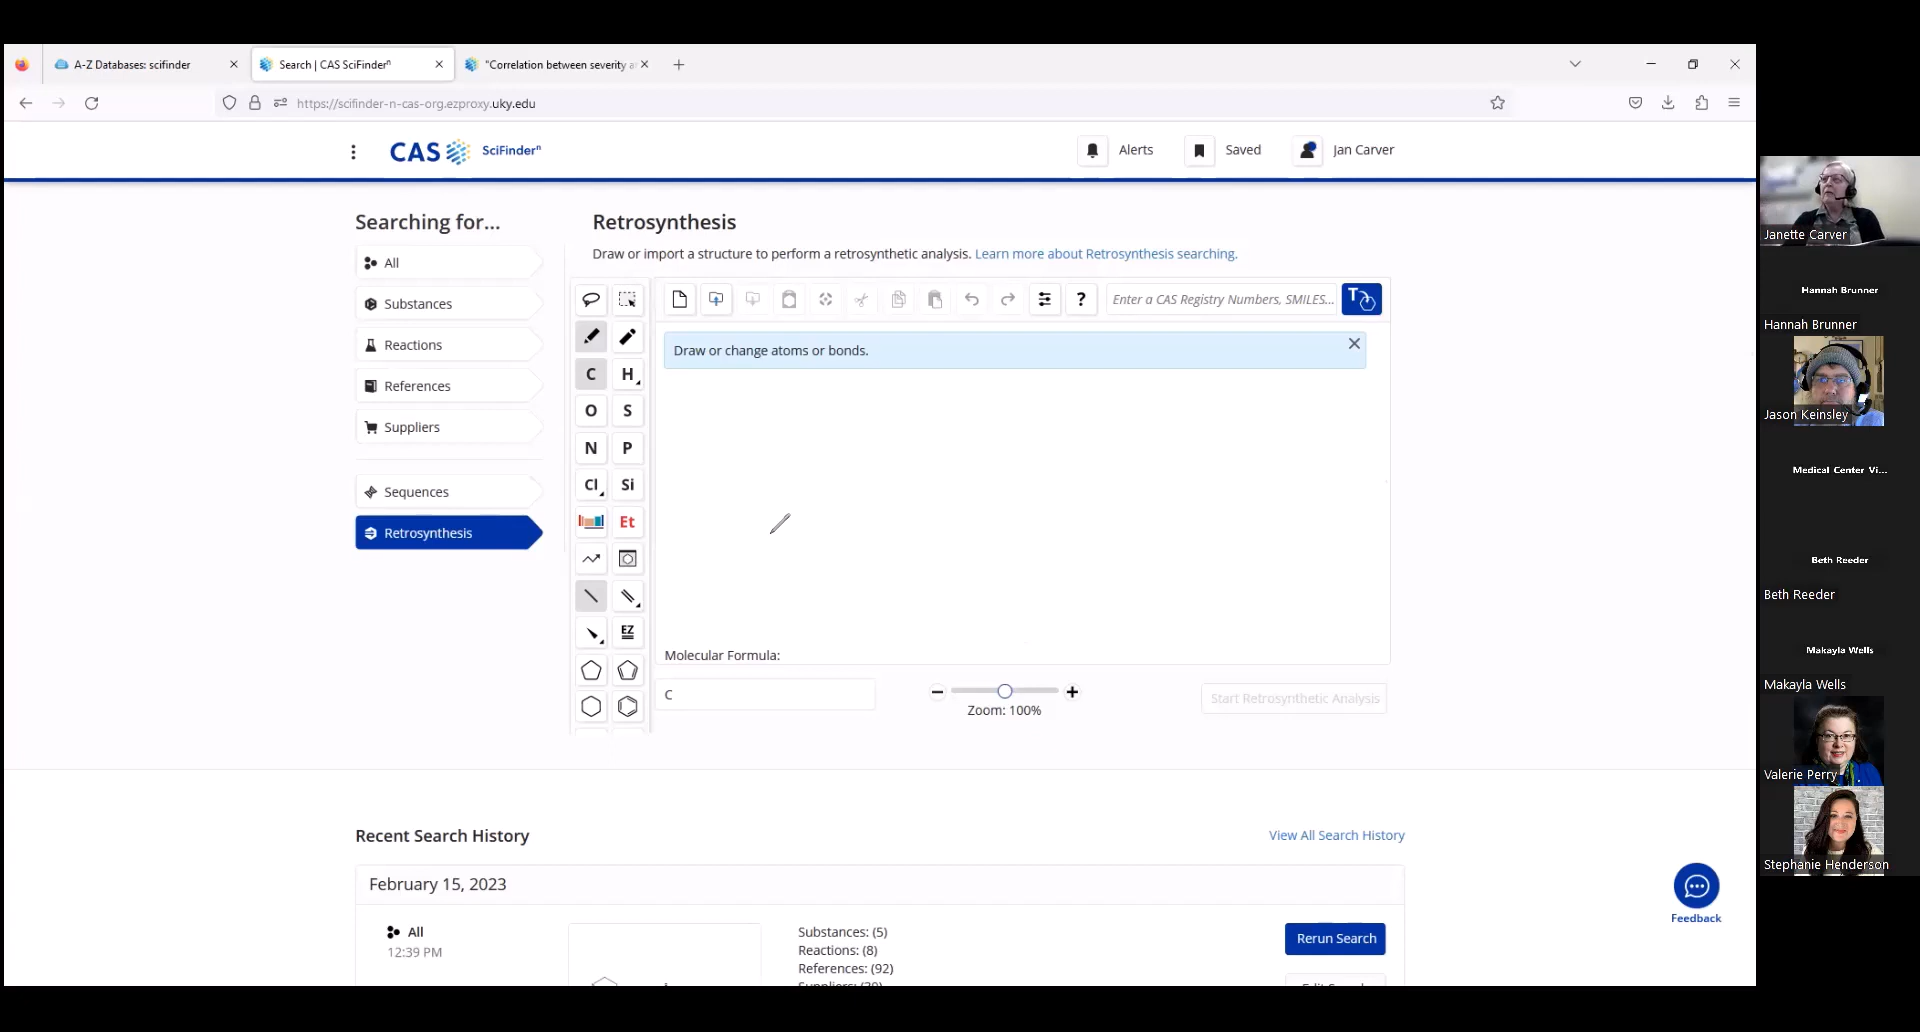 A-Z Databases: scifinder
Search | CAS SciFinderⁿ
"Correlation between severity a
https://scifinder-n-cas-org.ezproxy.uky.edu
CAS SciFinderⁿ
Alerts
Saved
Jan Carver
Searching for...
All
Substances
Reactions
References
Suppliers
Sequences
Retrosynthesis
Retrosynthesis
Draw or import a structure to perform a retrosynthetic analysis. Learn more about Retrosynthesis searching.
?
Enter a CAS Registry Numbers, SMILES...
T
Draw or change atoms or bonds.
C H
O S
N P
Cl Si
Et
EZ
Molecular Formula:
C
Zoom: 100%
Start Retrosynthetic Analysis
Recent Search History
View All Search History
February 15, 2023
All
12:39 PM
Substances: (5)
Reactions: (8)
References: (92)
Rerun Search
Feedback
Janette Carver
Hannah Brunner
Hannah Brunner
Jason Keinsley
Medical Center Vi...
Beth Reeder
Beth Reeder
Makayla Wells
Makayla Wells
Valerie Perry
Stephanie Henderson